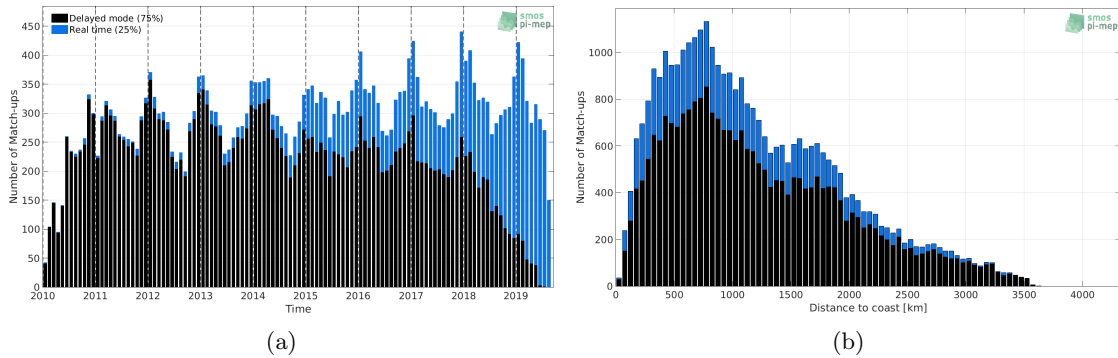 Delayed mode (75%)
Real time (25%)
smos
pi-mep
Number of Match-ups
450
400
350
300
250
200
150
100
50
0
2010 2011 2012 2013 2014 2015 2016 2017 2018 2019
Time
(a)
smos
pi-mep
Number of Match-ups
1000
800
600
400
200
0
0 500 1000 1500 2000 2500 3000 3500 4000
Distance to coast [km]
(b)